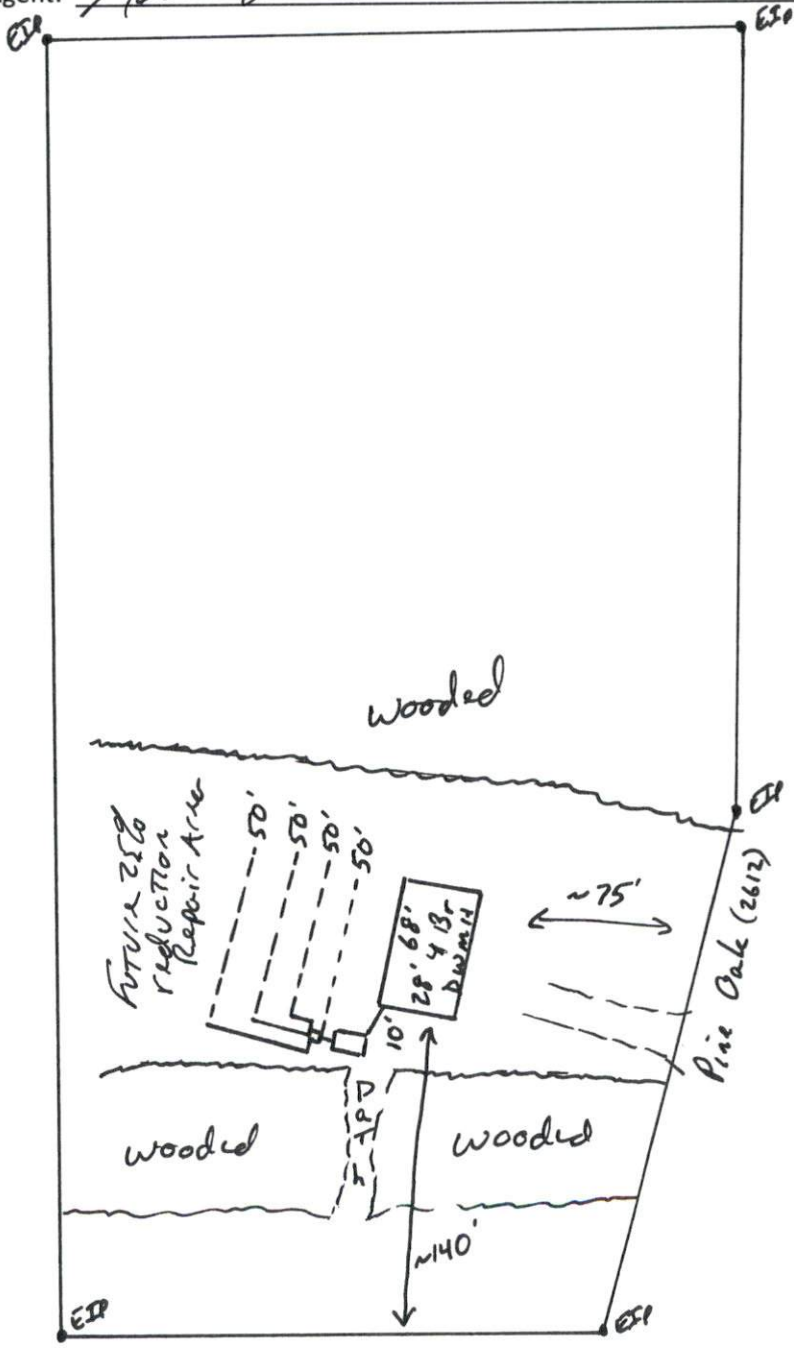 EIP
EIP
wooded
EIP
Future 25%
reduction
Repair Area
50'
50'
50'
50'
28' 68'
4 Br
DWMH
10'
~75'
Pine Oak (2612)
wooded
Path
wooded
~140'
EIP
EIP